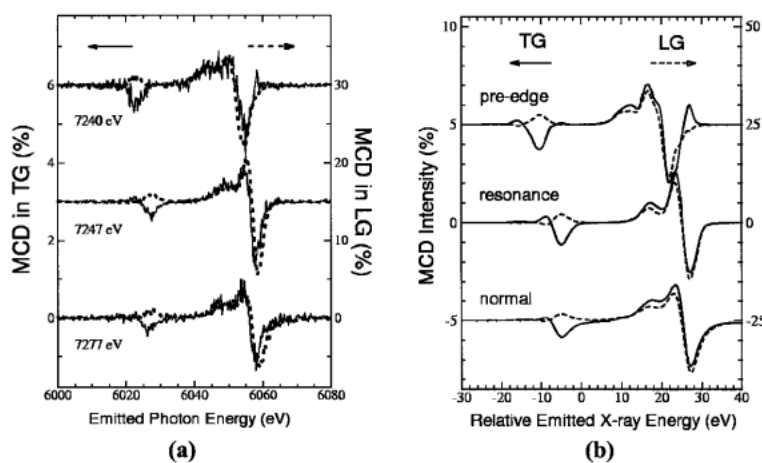 MCD in TG (%)
6
4
2
0
7240 eV
7247 eV
7277 eV
30
20
10
0
MCD in LG (%)
6000 6020 6040 6060 6080
Emitted Photon Energy (eV)
(a)
TG LG
MCD Intensity (%)
10
5
0
-5
pre-edge
resonance
normal
50
25
0
-25
-30 -20 -10 0 10 20 30 40
Relative Emitted X-ray Energy (eV)
(b)